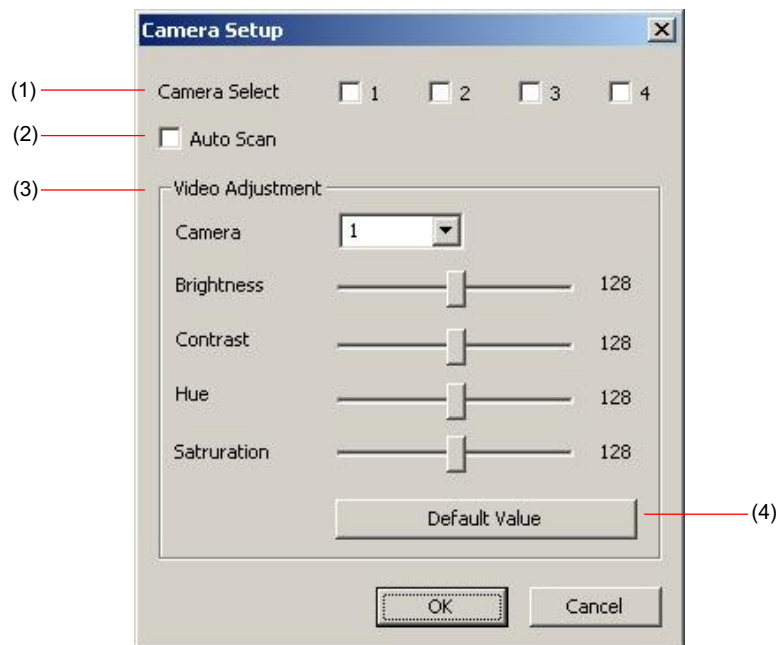 Camera Setup
(1) Camera Select 1 2 3 4
(2) Auto Scan
(3) Video Adjustment
Camera 1
Brightness 128
Contrast 128
Hue 128
Satruration 128
Default Value (4)
OK Cancel